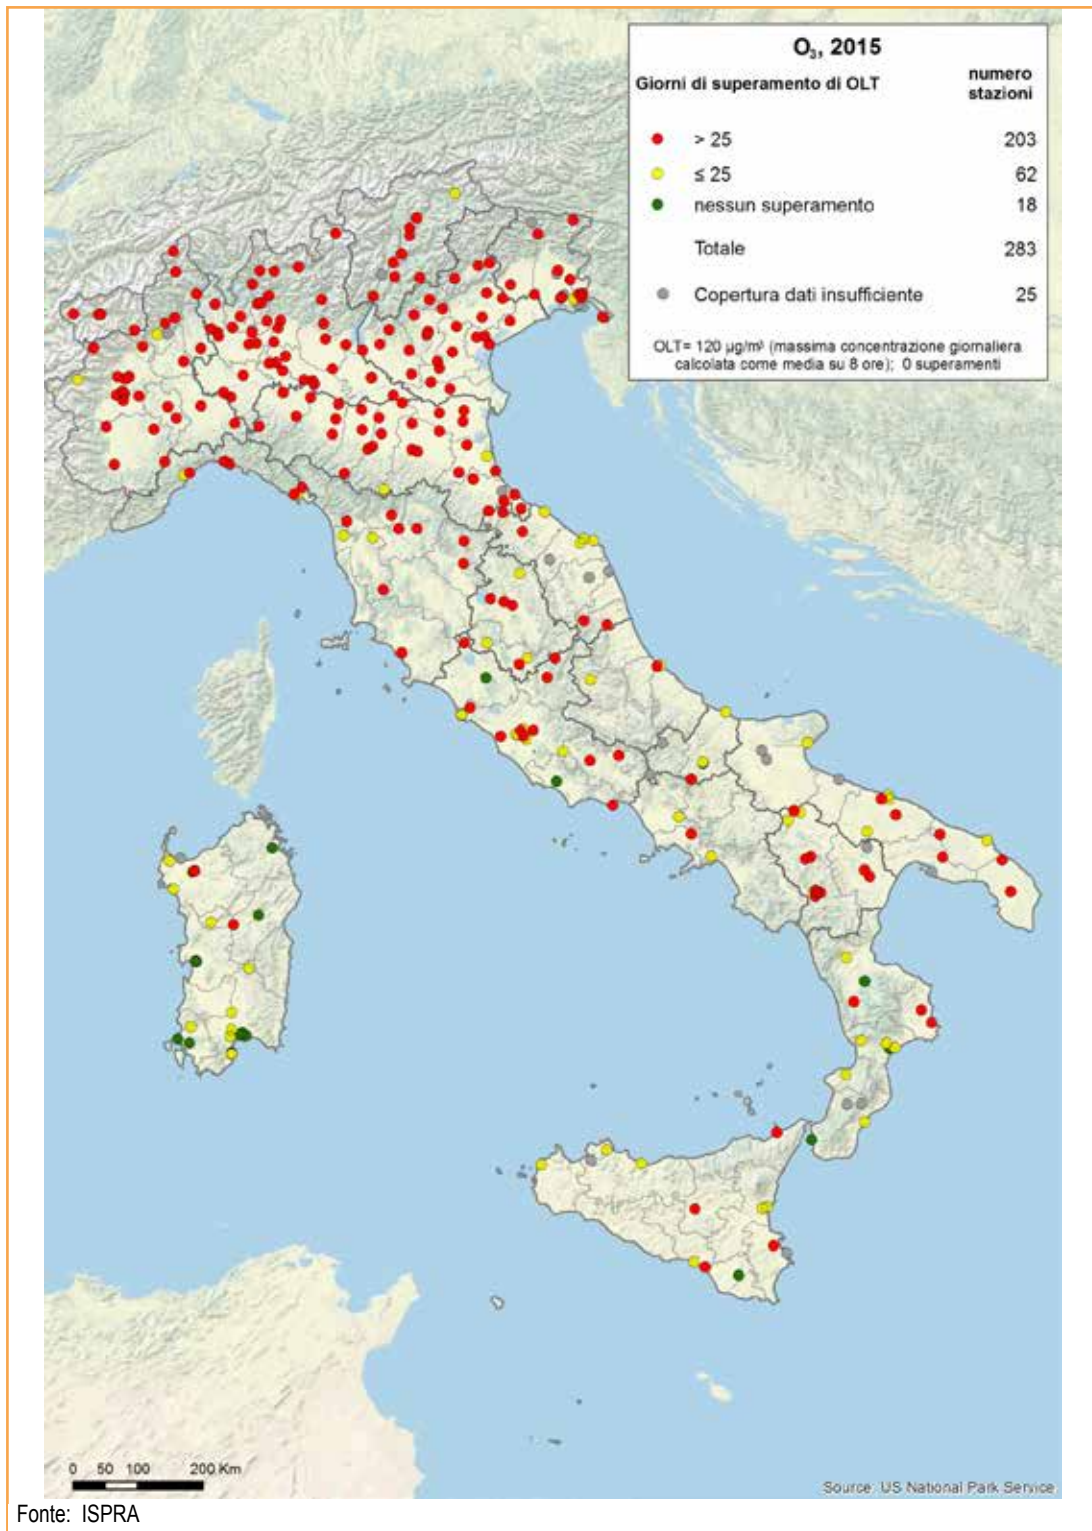 O₃, 2015
Giorni di superamento di OLT numero stazioni
> 25 203
≤ 25 62
nessun superamento 18
Totale 283
Copertura dati insufficiente 25
OLT= 120 µg/m³ (massima concentrazione giornaliera
calcolata come media su 8 ore); 0 superamenti
0 50 100 200 Km
Source: US National Park Service
Fonte: ISPRA